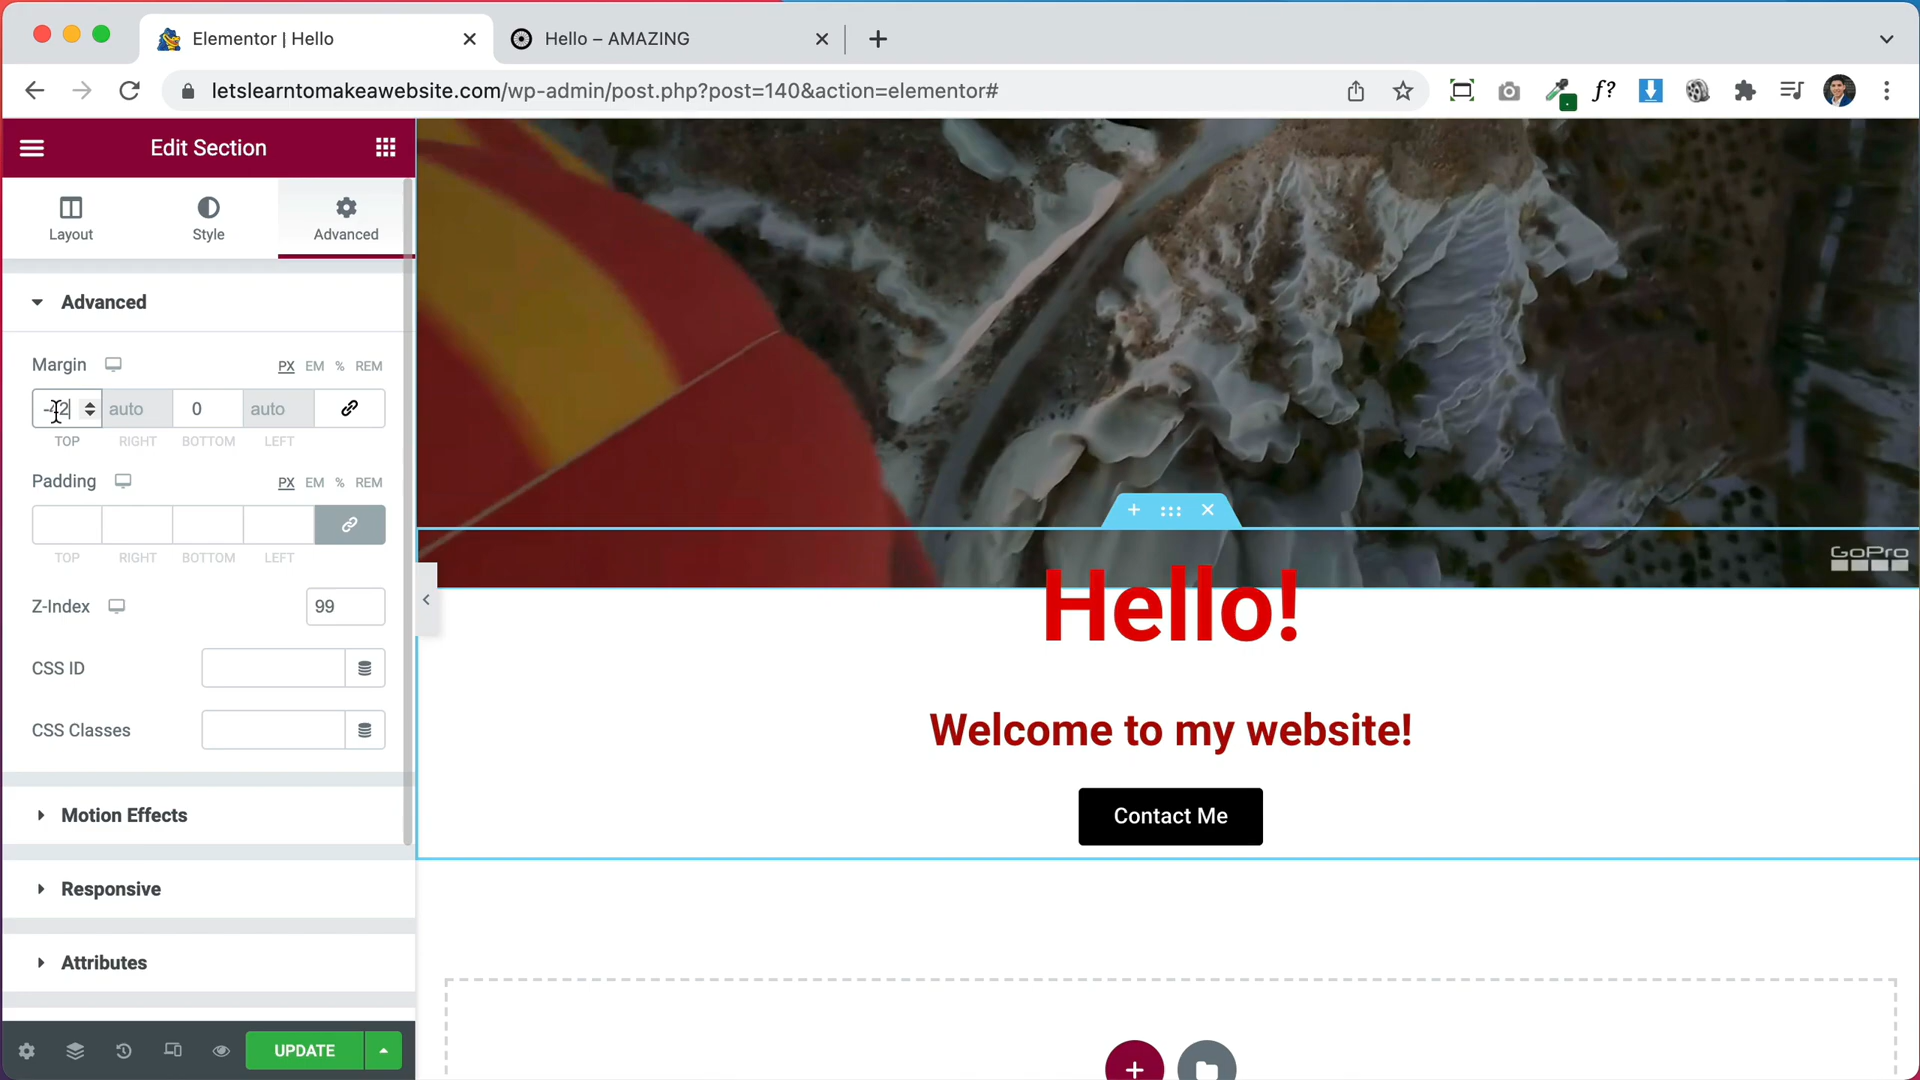 Elementor | Hello
Hello – AMAZING
letslearntomakeawebsite.com/wp-admin/post.php?post=140&action=elementor#
f?
Edit Section
Layout
Style
Advanced
Advanced
Margin
PX EM % REM
auto 0 auto
TOP RIGHT BOTTOM LEFT
Padding
PX EM % REM
TOP RIGHT BOTTOM LEFT
Z-Index
99
CSS ID
CSS Classes
Motion Effects
Responsive
Attributes
UPDATE
GoPro
Hello!
Welcome to my website!
Contact Me